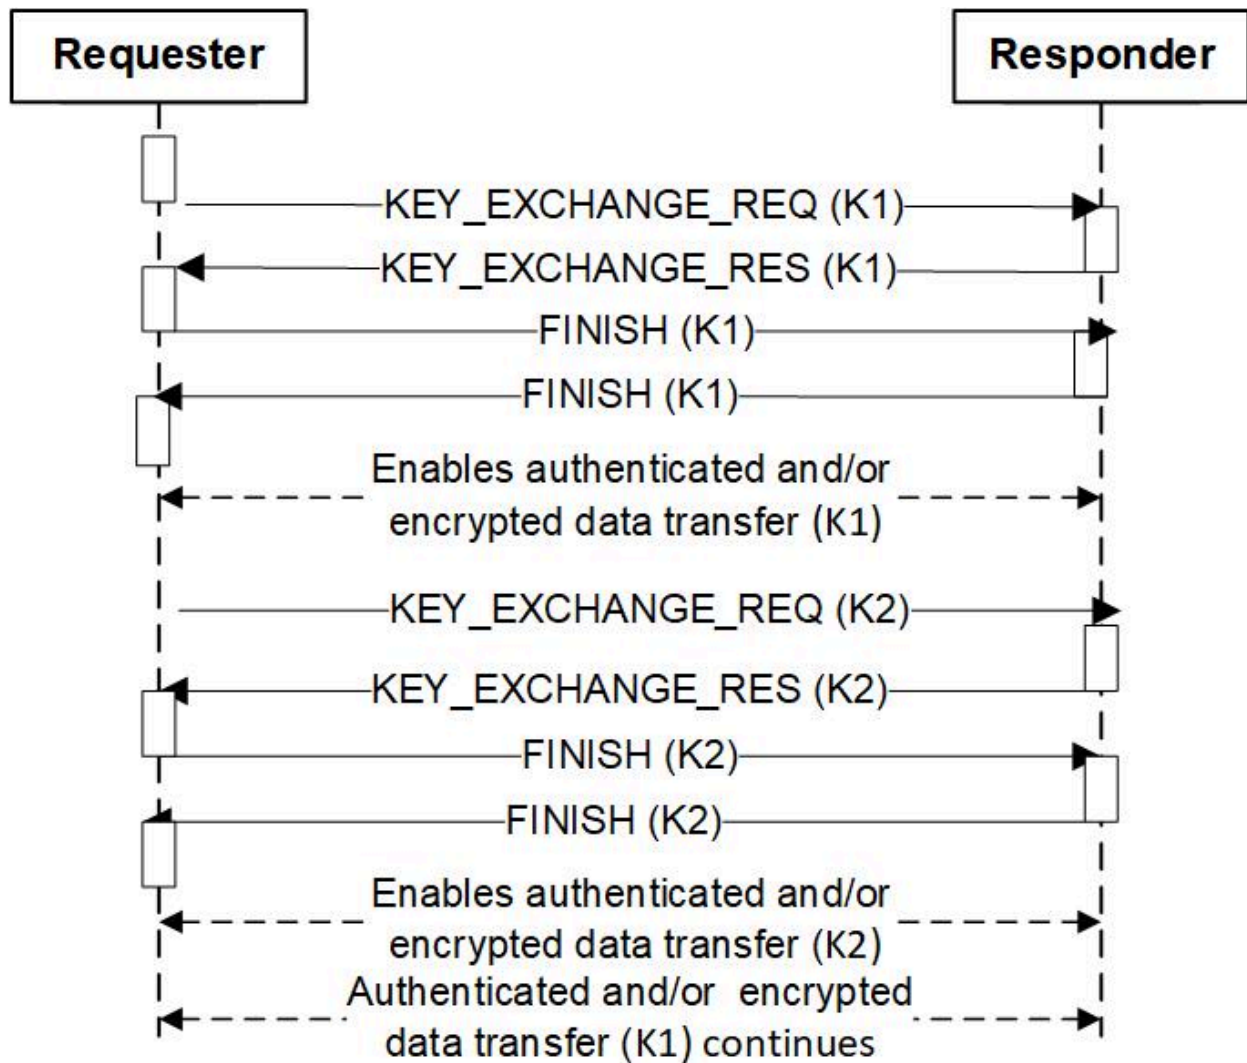 Requester
Responder
KEY_EXCHANGE_REQ (K1)
KEY_EXCHANGE_RES (K1)
FINISH (K1)
FINISH (K1)
Enables authenticated and/or
encrypted data transfer (K1)
KEY_EXCHANGE_REQ (K2)
KEY_EXCHANGE_RES (K2)
FINISH (K2)
FINISH (K2)
Enables authenticated and/or
encrypted data transfer (K2)
Authenticated and/or encrypted
data transfer (K1) continues